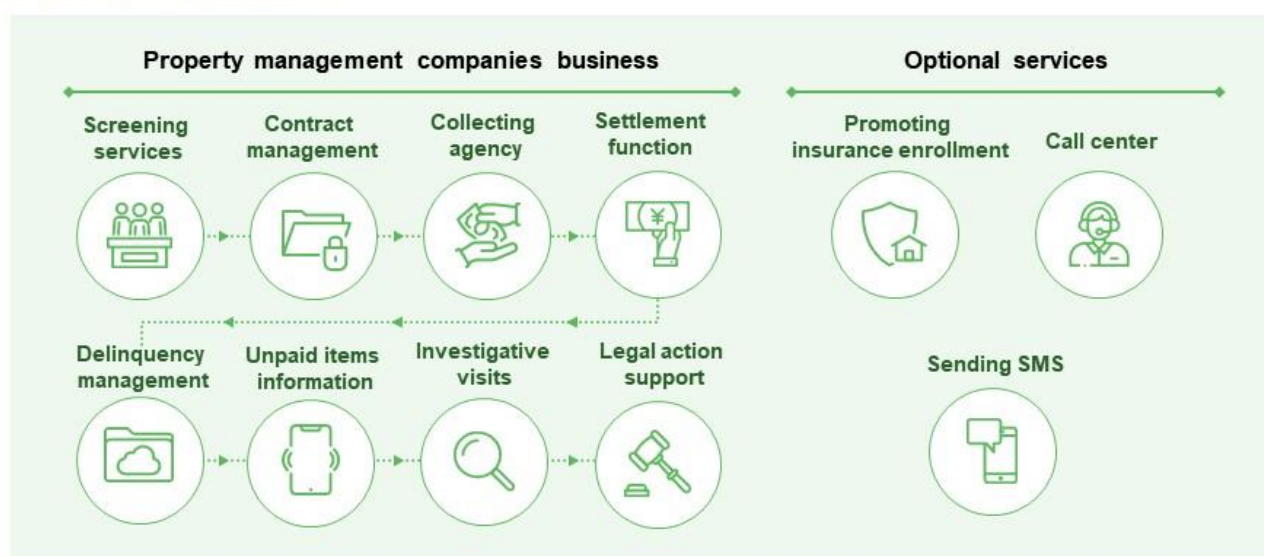 Property management companies business
Optional services
Screening
services
Contract
management
Collecting
agency
Settlement
function
Promoting
insurance enrollment
Call center
¥
Delinquency
management
Unpaid items
information
Investigative
visits
Legal action
support
Sending SMS